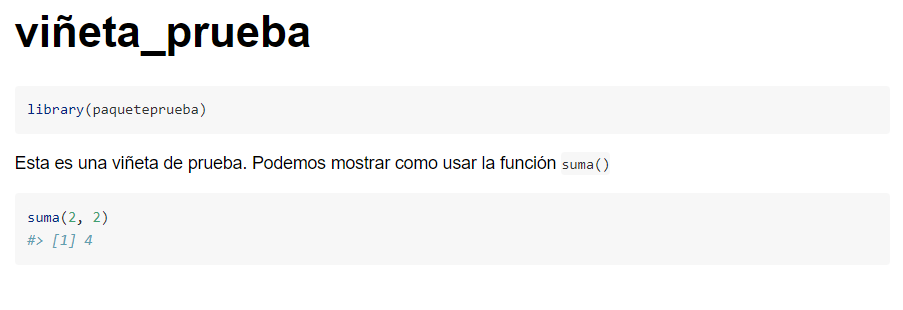 viñeta_prueba
library(paqueteprueba)
Esta es una viñeta de prueba. Podemos mostrar como usar la función suma()
suma(2, 2)
#> [1] 4